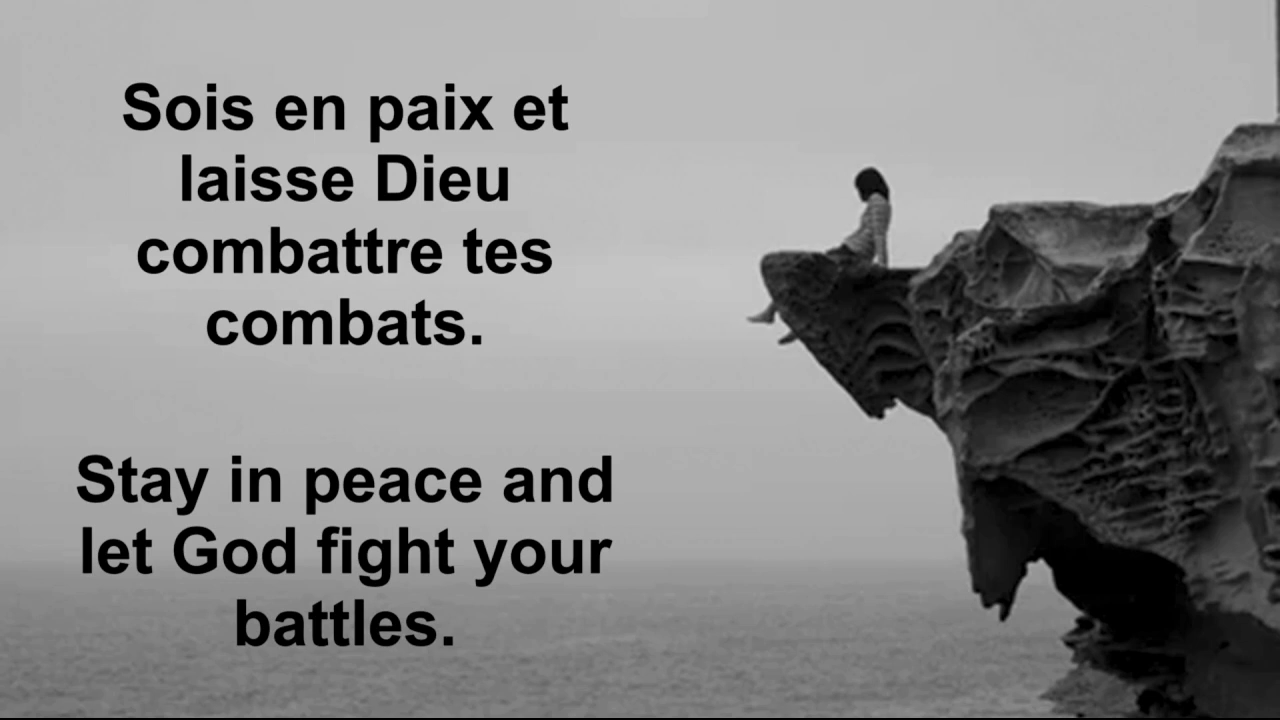 Sois en paix et
laisse Dieu
combattre tes
combats.
Stay in peace and
let God fight your
battles.